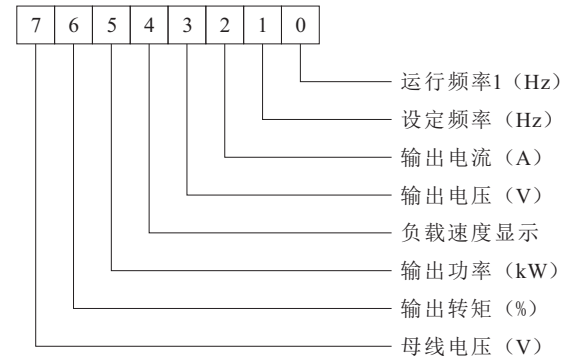 7 6 5 4 3 2 1 0
运行频率1（Hz）
设定频率（Hz）
输出电流（A）
输出电压（V）
负载速度显示
输出功率（kW）
输出转矩（%）
母线电压（V）